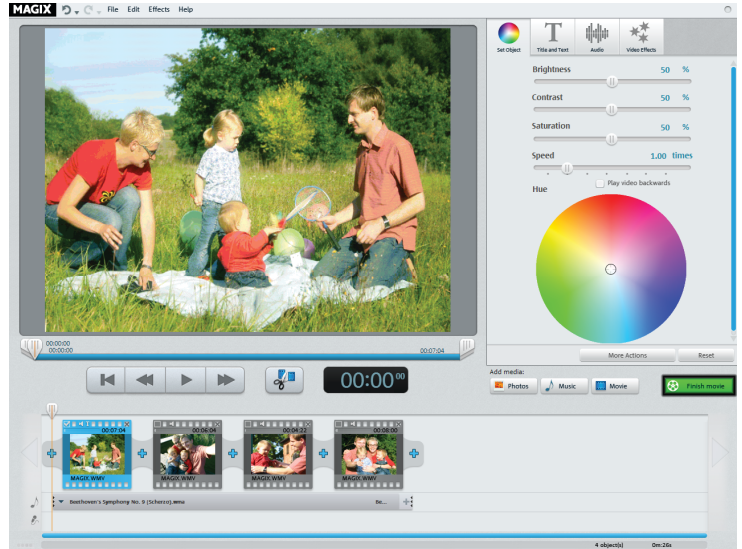 MAGIX File Edit Effects Help
Set Object Title and Text Audio Video Effects
Brightness 50 %
Contrast 50 %
Saturation 50 %
Speed 1.00 times
Play video backwards
Hue
00:00:00
00:00:00 00:07:04
More Actions Reset
00:00 00
Add media:
Photos Music Movie Finish movie
00:07:04 00:06:04 00:04:22 00:08:00
MAGIX.WMV MAGIX.WMV MAGIX.WMV MAGIX.WMV
Beethoven's Symphony No. 9 (Scherzo).wma Be...
4 object(s) 0m:26s